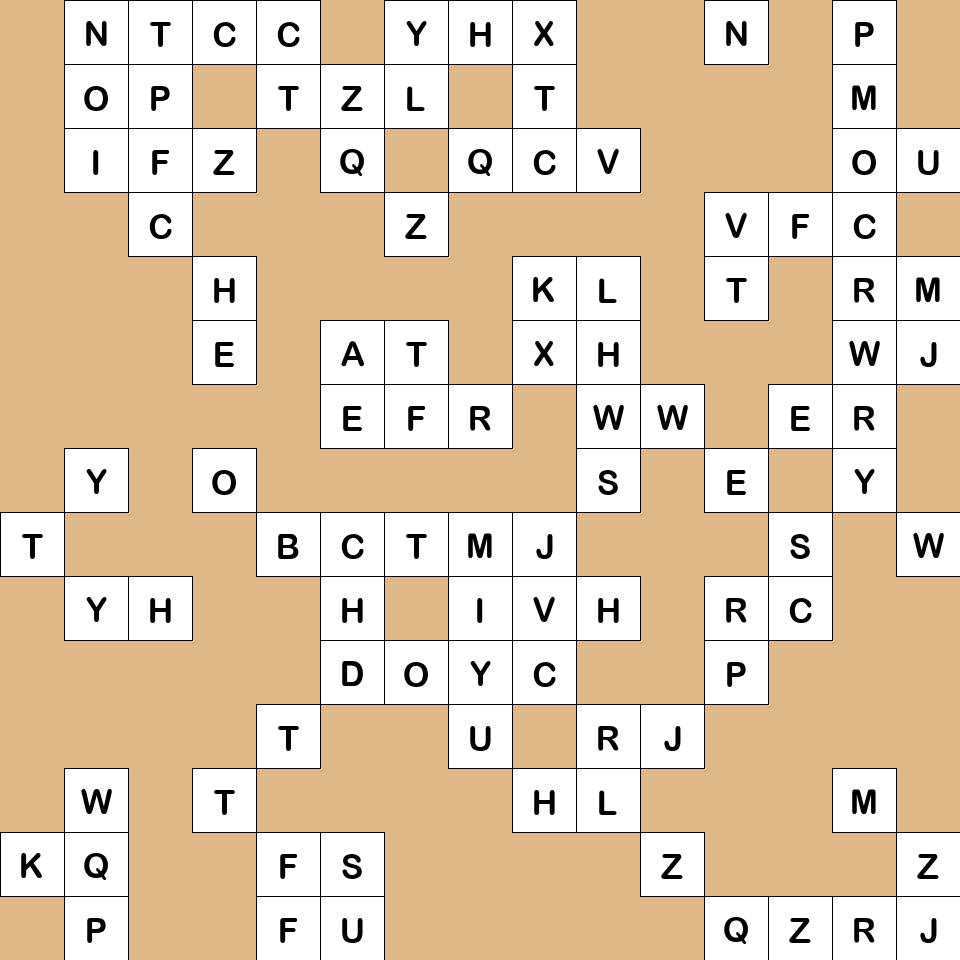 N T C C Y H X N P
O P T Z L T M
I F Z Q Q C V O U
C Z V F C
H K L T R M
E A T X H W J
E F R W W E R
Y O S E Y
T B C T M J S W
Y H H I V H R C
D O Y C P
T U R J
W T H L M
K Q F S Z Z
P F U Q Z R J